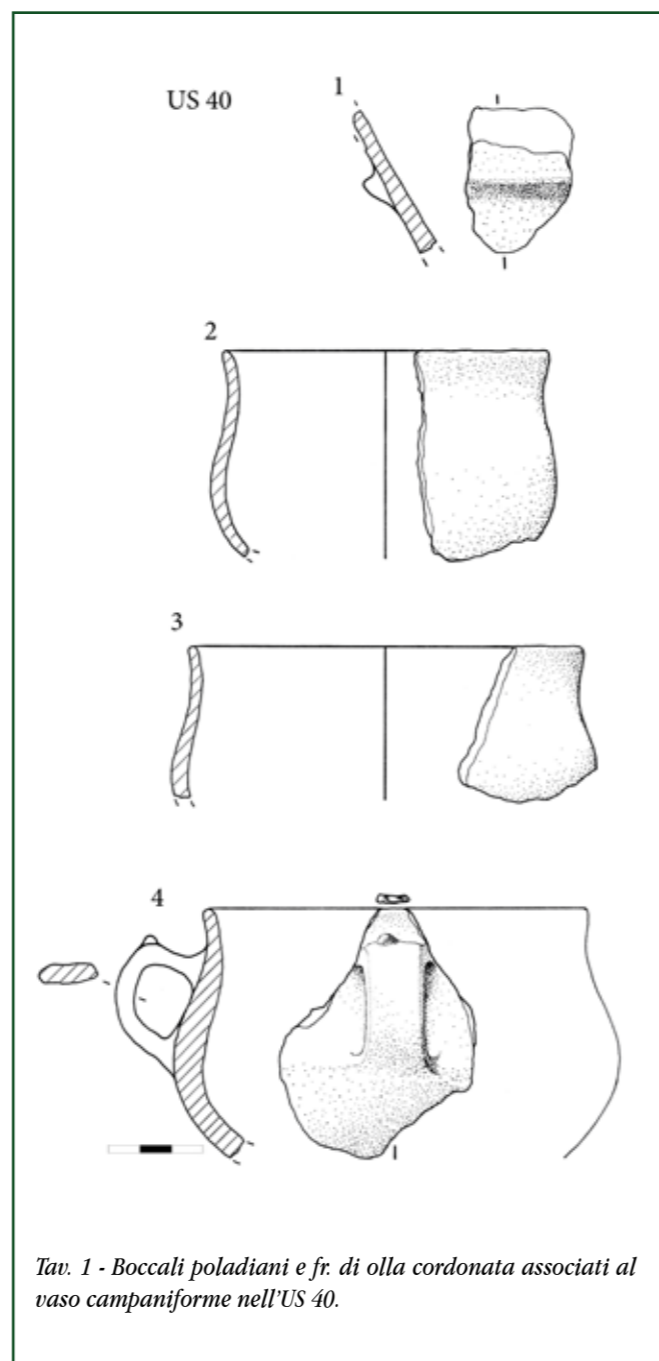 US 40
1
2
3
4
Tav. 1 - Boccali poladiani e fr. di olla cordonata associati al
vaso campaniforme nell'US 40.